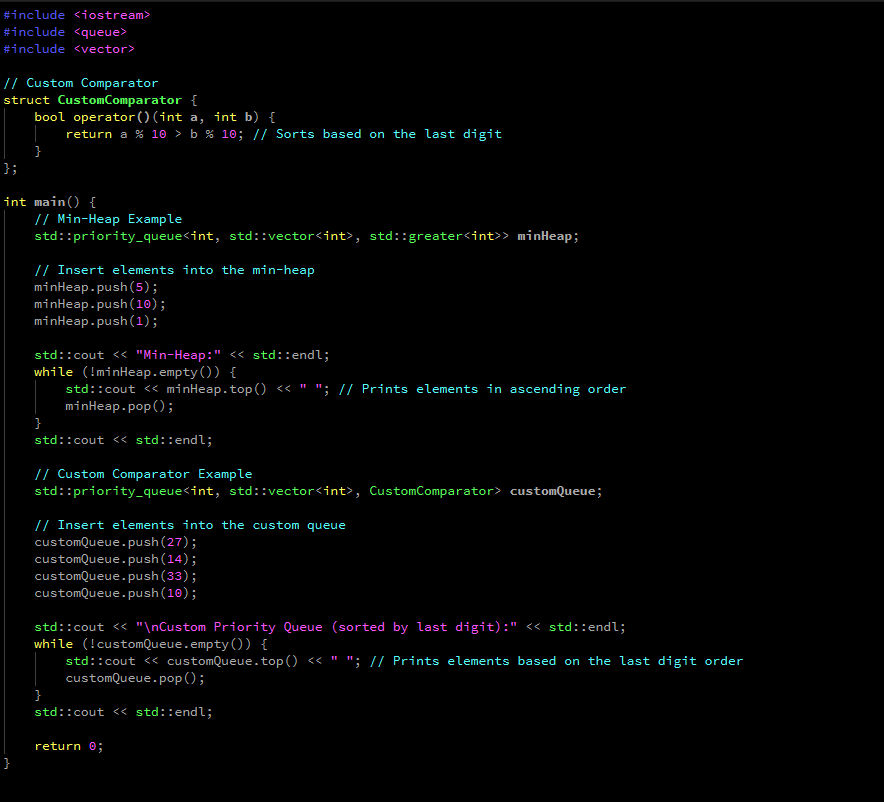 #include <iostream>
#include <queue>
#include <vector>

// Custom Comparator
struct CustomComparator {
    bool operator()(int a, int b) {
        return a % 10 > b % 10; // Sorts based on the last digit
    }
};

int main() {
    // Min-Heap Example
    std::priority_queue<int, std::vector<int>, std::greater<int>> minHeap;

    // Insert elements into the min-heap
    minHeap.push(5);
    minHeap.push(10);
    minHeap.push(1);

    std::cout << "Min-Heap:" << std::endl;
    while (!minHeap.empty()) {
        std::cout << minHeap.top() << " "; // Prints elements in ascending order
        minHeap.pop();
    }
    std::cout << std::endl;

    // Custom Comparator Example
    std::priority_queue<int, std::vector<int>, CustomComparator> customQueue;

    // Insert elements into the custom queue
    customQueue.push(27);
    customQueue.push(14);
    customQueue.push(33);
    customQueue.push(10);

    std::cout << "\nCustom Priority Queue (sorted by last digit):" << std::endl;
    while (!customQueue.empty()) {
        std::cout << customQueue.top() << " "; // Prints elements based on the last digit order
        customQueue.pop();
    }
    std::cout << std::endl;

    return 0;
}